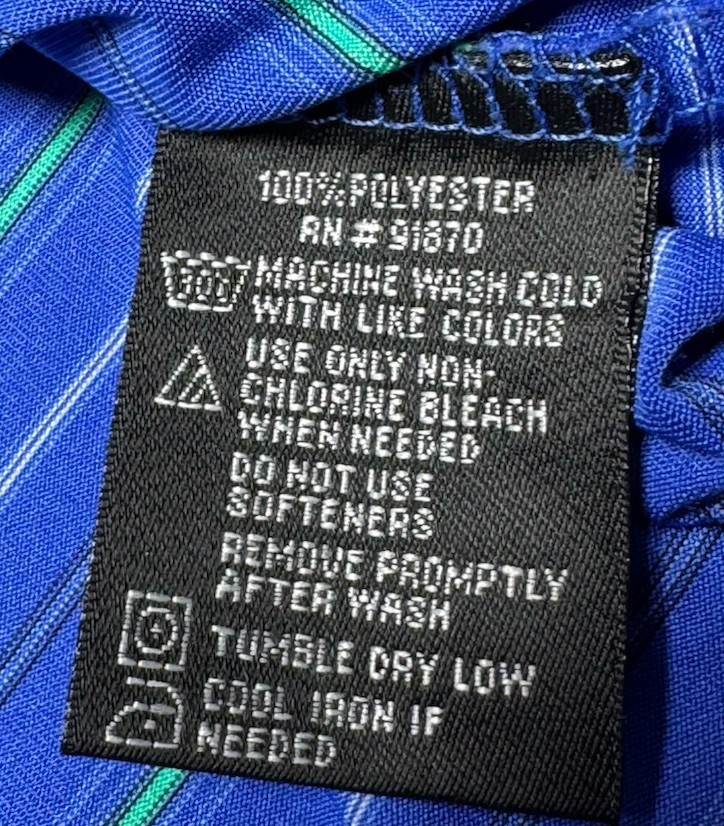 100% POLYESTER
RN # 91870
MACHINE WASH COLD
WITH LIKE COLORS
USE ONLY NON-
CHLORINE BLEACH
WHEN NEEDED
DO NOT USE
SOFTENERS
REMOVE PROMPTLY
AFTER WASH
TUMBLE DRY LOW
COOL IRON IF
NEEDED